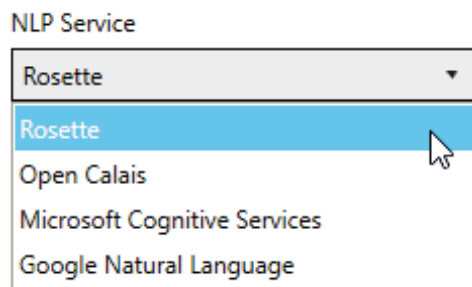 NLP Service
Rosette
Rosette
Open Calais
Microsoft Cognitive Services
Google Natural Language